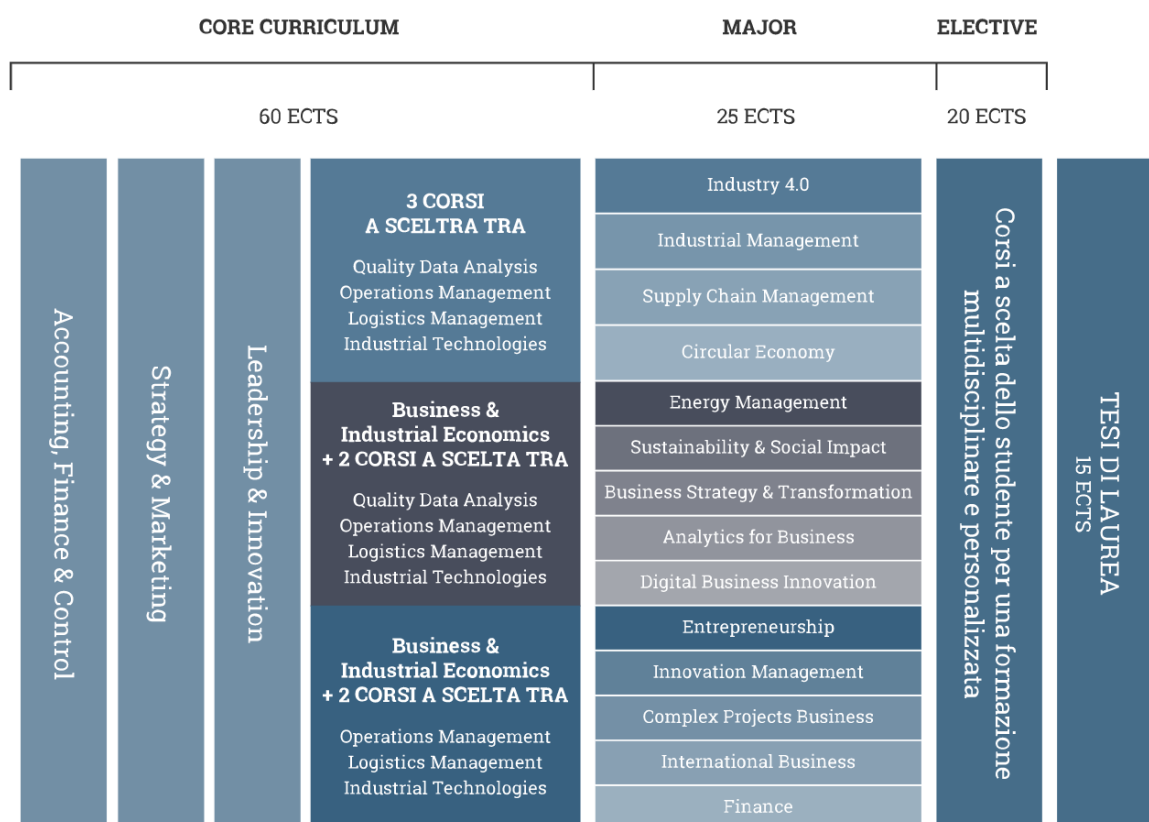 CORE CURRICULUM
MAJOR
ELECTIVE
60 ECTS
25 ECTS
20 ECTS
Accounting, Finance & Control
Strategy & Marketing
Leadership & Innovation
3 CORSI
A SCELTRA TRA
Quality Data Analysis
Operations Management
Logistics Management
Industrial Technologies
Business &
Industrial Economics
+ 2 CORSI A SCELTA TRA
Quality Data Analysis
Operations Management
Logistics Management
Industrial Technologies
Business &
Industrial Economics
+ 2 CORSI A SCELTA TRA
Operations Management
Logistics Management
Industrial Technologies
Industry 4.0
Industrial Management
Supply Chain Management
Circular Economy
Energy Management
Sustainability & Social Impact
Business Strategy & Transformation
Analytics for Business
Digital Business Innovation
Entrepreneurship
Innovation Management
Complex Projects Business
International Business
Finance
Corsi a scelta dello studente per una formazione
multidisciplinare e personalizzata
TESI DI LAUREA
15 ECTS